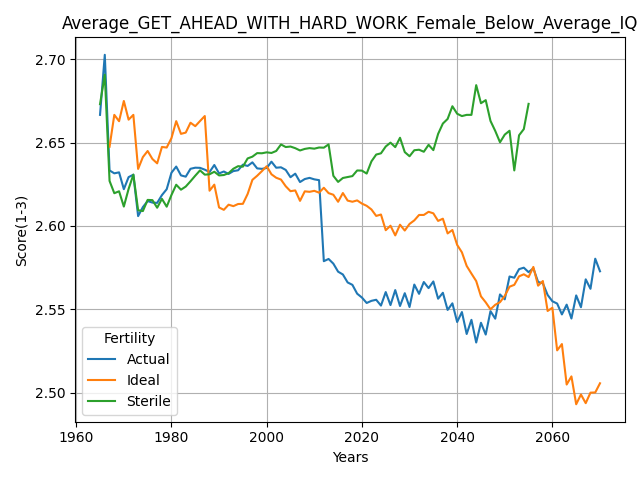 Average_GET_AHEAD_WITH_HARD_WORK_Female_Below_Average_IQ
2.70
2.65
2.60
2.55
2.50
Score(1-3)
Fertility
Actual
Ideal
Sterile
1960 1980 2000 2020 2040 2060
Years